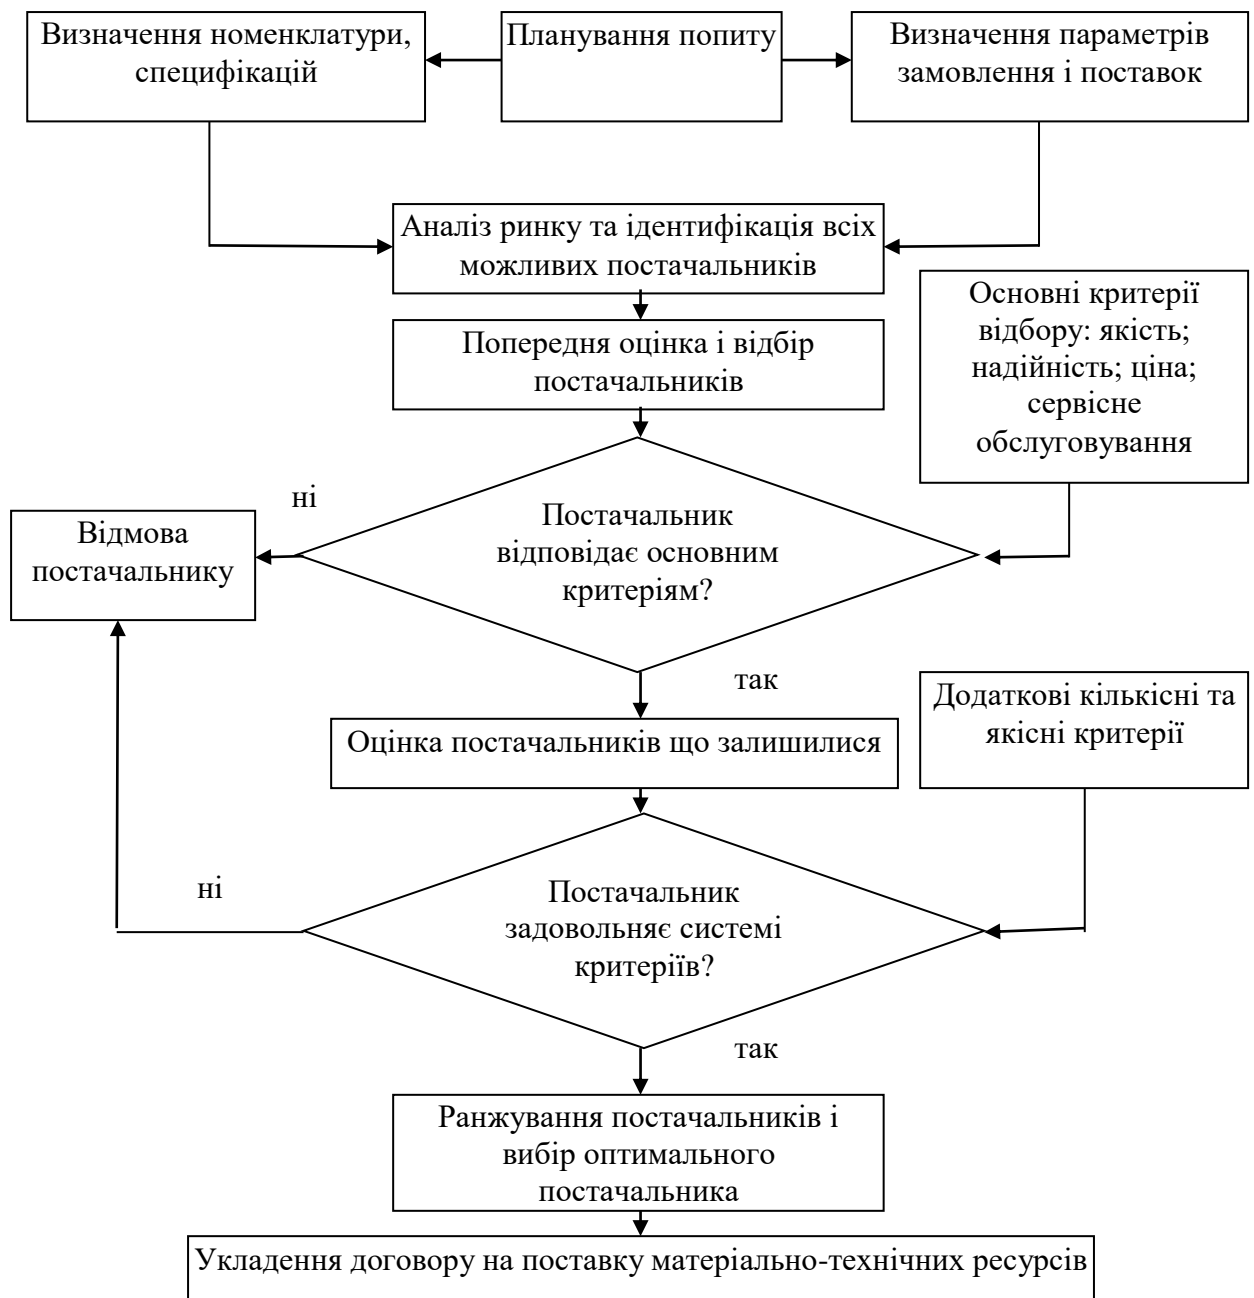 Визначення номенклатури,
специфікацій
Планування попиту
Визначення параметрів
замовлення і поставок
Аналіз ринку та ідентифікація всіх
можливих постачальників
Основні критерії
відбору: якість;
надійність; ціна;
сервісне
обслуговування
Попередня оцінка і відбір
постачальників
ні
Постачальник
відповідає основним
критеріям?
Відмова
постачальнику
так
Додаткові кількісні та
якісні критерії
Оцінка постачальників що залишилися
ні
Постачальник
задовольняє системі
критеріїв?
так
Ранжування постачальників і
вибір оптимального
постачальника
Укладення договору на поставку матеріально-технічних ресурсів